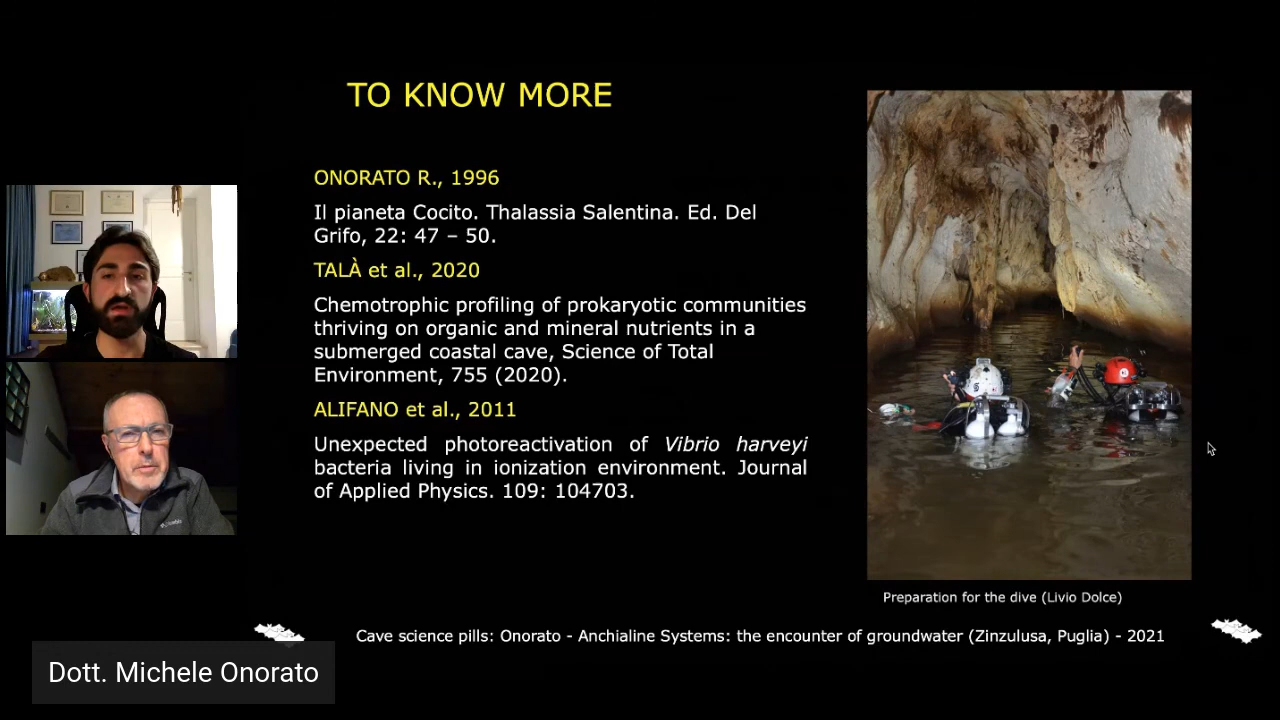 TO KNOW MORE
ONORATO R., 1996
Il pianeta Cocito. Thalassia Salentina. Ed. Del
Grifo, 22: 47 – 50.
TALÀ et al., 2020
Chemotrophic profiling of prokaryotic communities
thriving on organic and mineral nutrients in a
submerged coastal cave, Science of Total
Environment, 755 (2020).
ALIFANO et al., 2011
Unexpected photoreactivation of Vibrio harveyi
bacteria living in ionization environment. Journal
of Applied Physics. 109: 104703.
Preparation for the dive (Livio Dolce)
Cave science pills: Onorato - Anchialine Systems: the encounter of groundwater (Zinzulusa, Puglia) - 2021
Dott. Michele Onorato